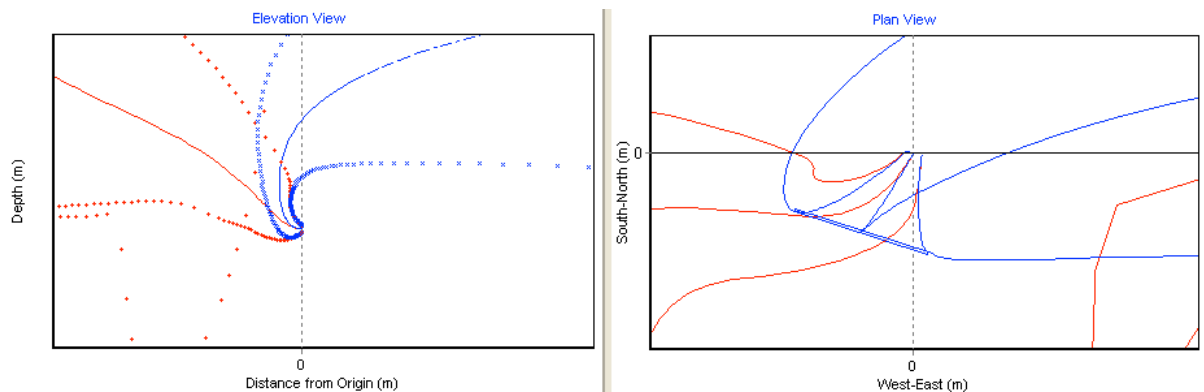 Elevation View
Depth (m)
0
Distance from Origin (m)
Plan View
South-North (m)
0
0
West-East (m)